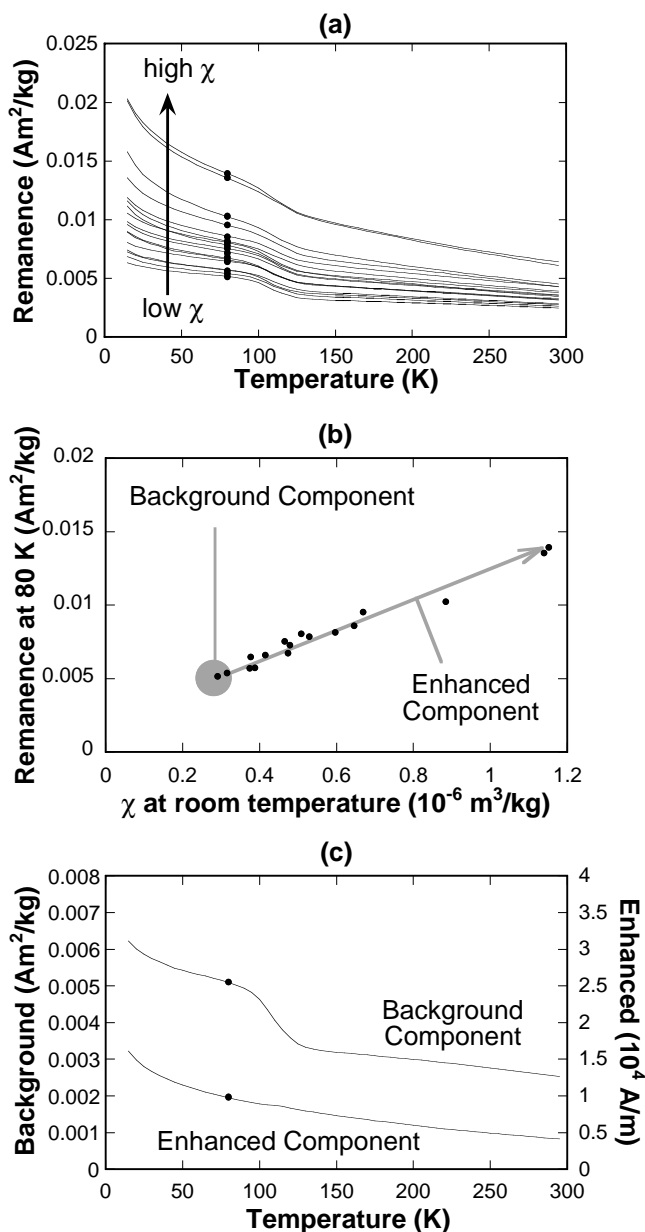 (a)
Remanence (Am²/kg)
0.025
0.02
0.015
0.01
0.005
0
high χ
low χ
0 50 100 150 200 250 300
Temperature (K)
(b)
Remanence at 80 K (Am²/kg)
0.02
0.015
0.01
0.005
0
Background Component
Enhanced
Component
0 0.2 0.4 0.6 0.8 1 1.2
χ at room temperature (10⁻⁶ m³/kg)
(c)
Background (Am²/kg)
0.008
0.007
0.006
0.005
0.004
0.003
0.002
0.001
0
Background
Component
Enhanced Component
4
3.5
3
2.5
2
1.5
1
0.5
0
Enhanced (10⁴ A/m)
0 50 100 150 200 250 300
Temperature (K)